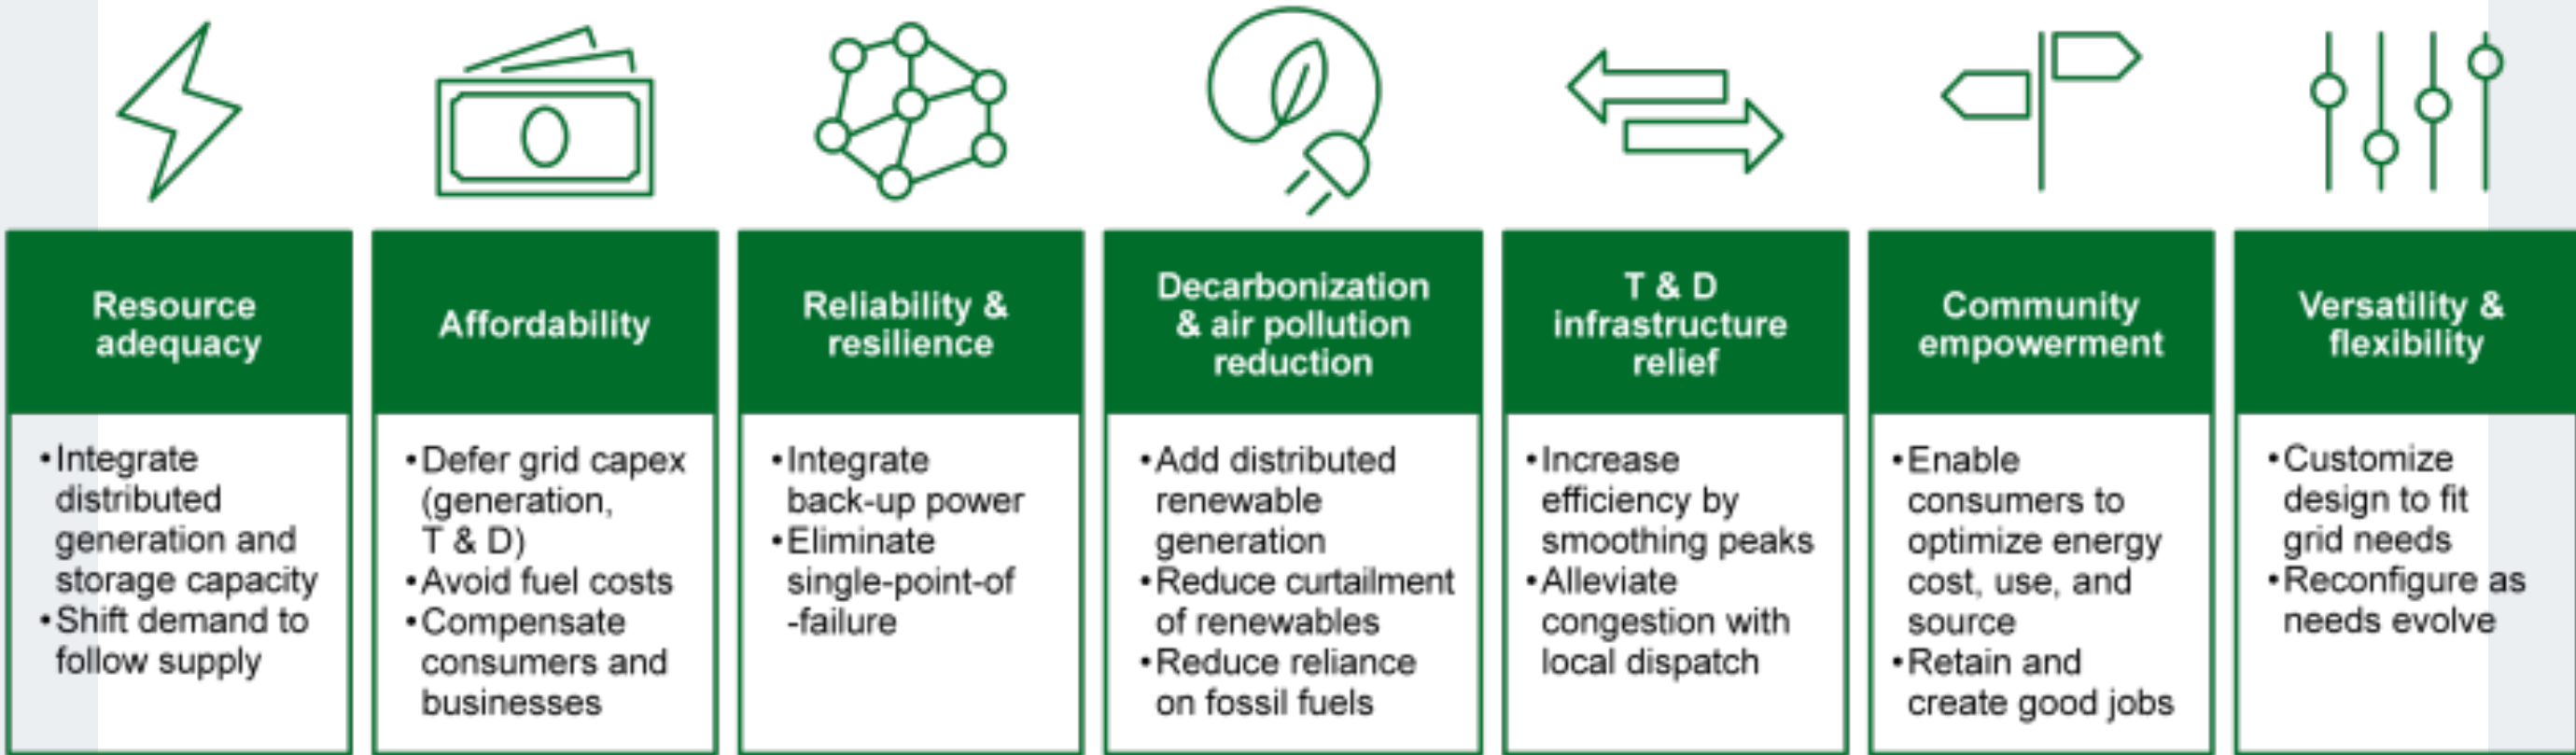 Resource
adequacy
•Integrate
distributed
generation and
storage capacity
•Shift demand to
follow supply
Affordability
•Defer grid capex
(generation,
T & D)
•Avoid fuel costs
•Compensate
consumers and
businesses
Reliability &
resilience
•Integrate
back-up power
•Eliminate
single-point-of
-failure
Decarbonization
& air pollution
reduction
•Add distributed
renewable
generation
•Reduce curtailment
of renewables
•Reduce reliance
on fossil fuels
T & D
infrastructure
relief
•Increase
efficiency by
smoothing peaks
•Alleviate
congestion with
local dispatch
Community
empowerment
•Enable
consumers to
optimize energy
cost, use, and
source
•Retain and
create good jobs
Versatility &
flexibility
•Customize
design to fit
grid needs
•Reconfigure as
needs evolve